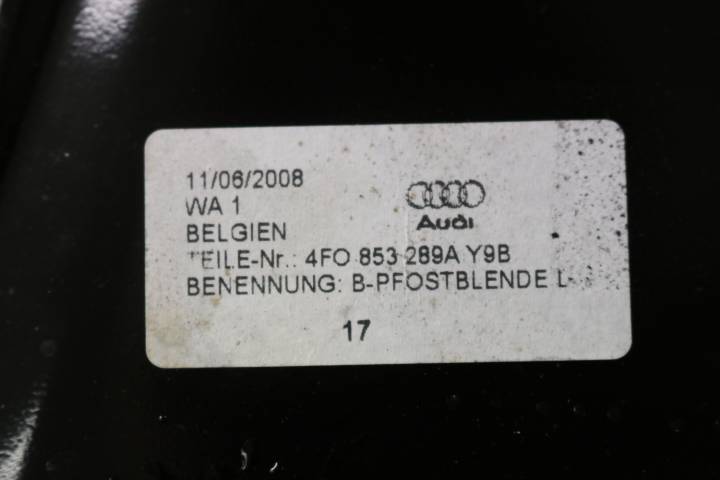 11/06/2008
WA 1
Audi
BELGIEN
TEILE-Nr.: 4FO 853 289A Y9B
BENENNUNG: B-PFOSTBLENDE L
17